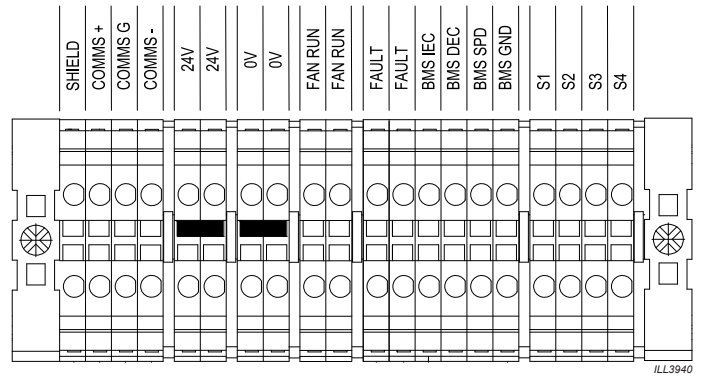 SHIELD
COMMS +
COMMS G
COMMS -
24V
24V
0V
0V
FAN RUN
FAN RUN
FAULT
FAULT
BMS IEC
BMS DEC
BMS SPD
BMS GND
S1
S2
S3
S4
ILL3940